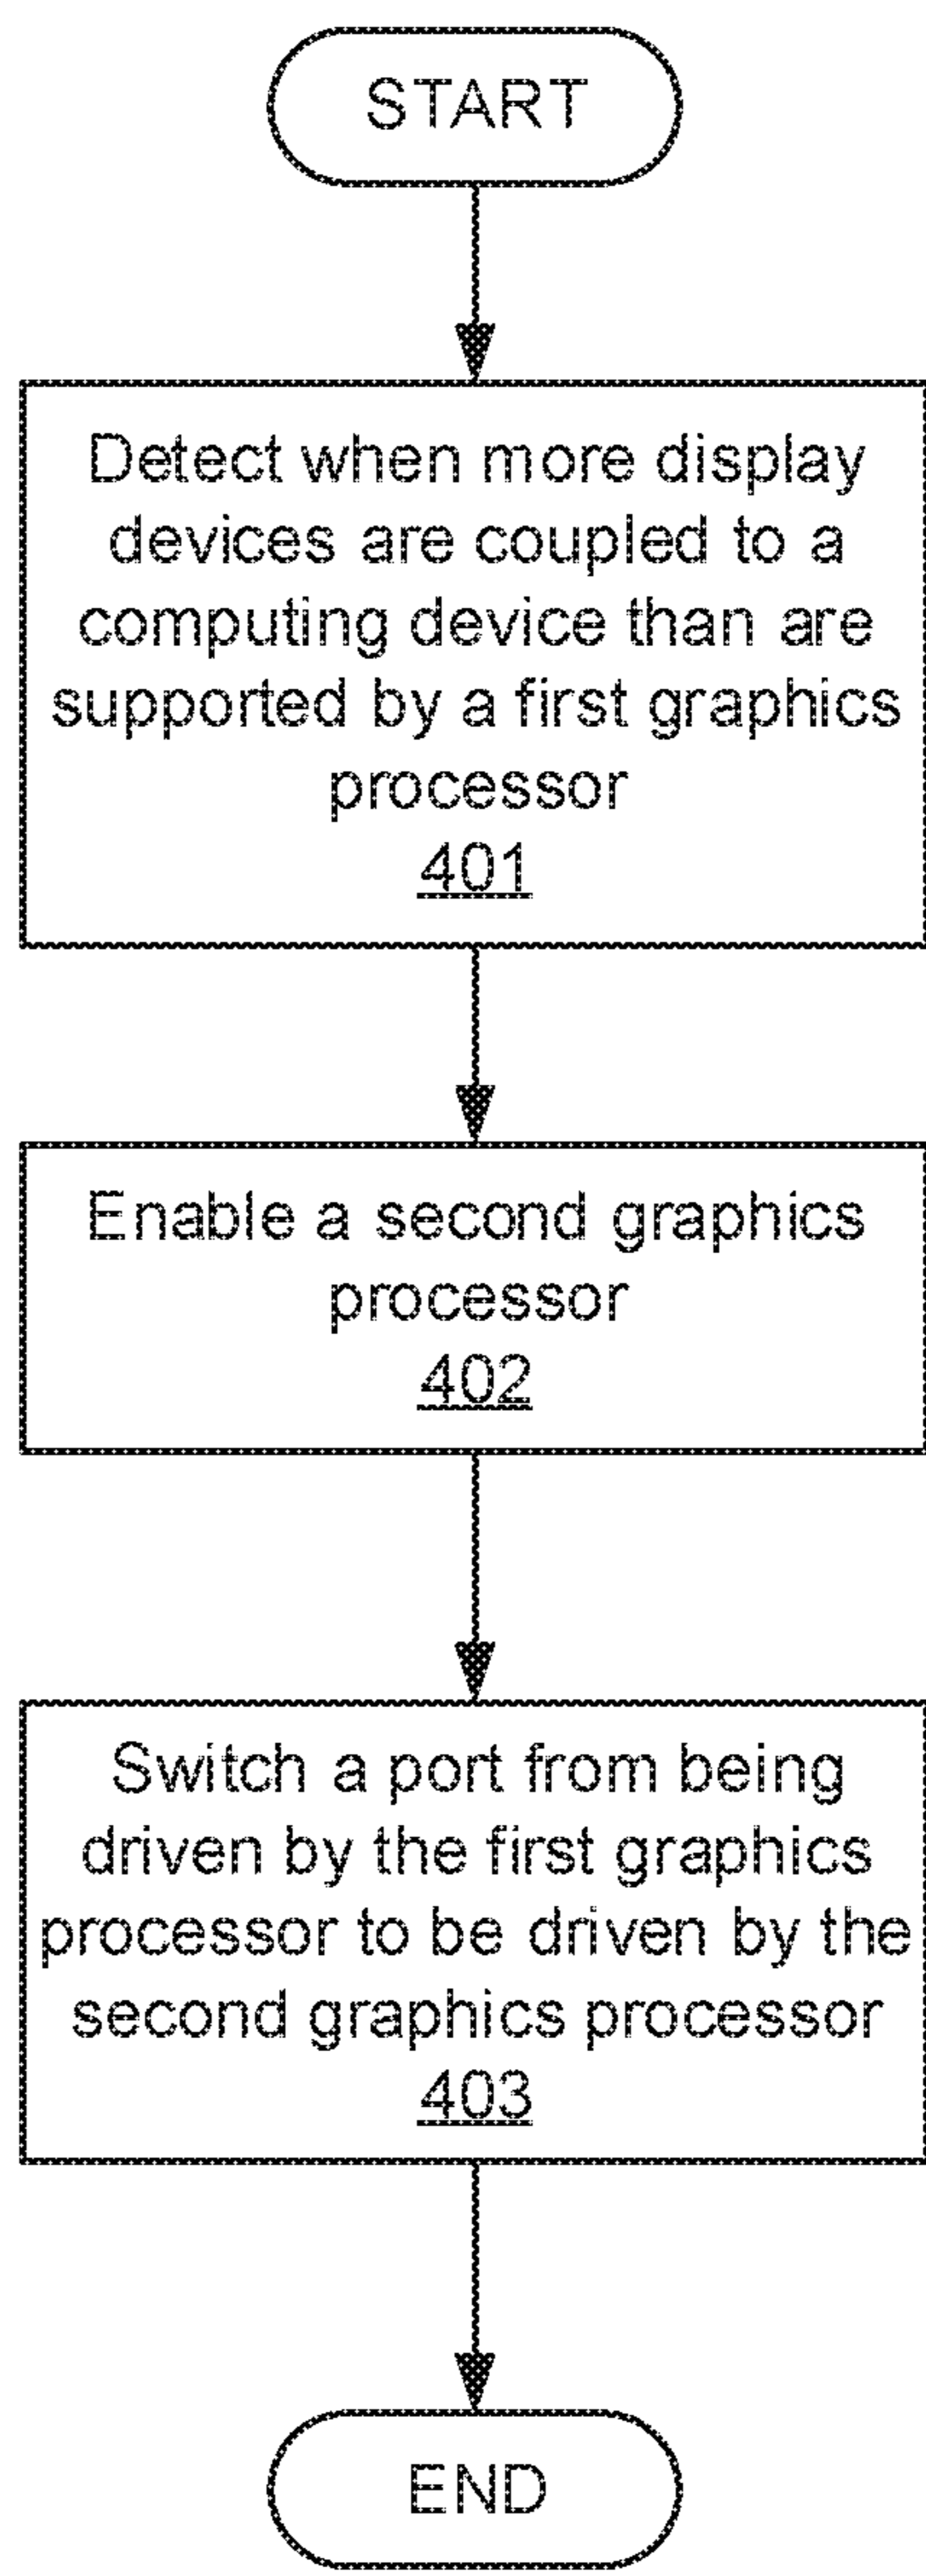 START
Detect when more display
devices are coupled to a
computing device than are
supported by a first graphics
processor
401
Enable a second graphics
processor
402
Switch a port from being
driven by the first graphics
processor to be driven by the
second graphics processor
403
END